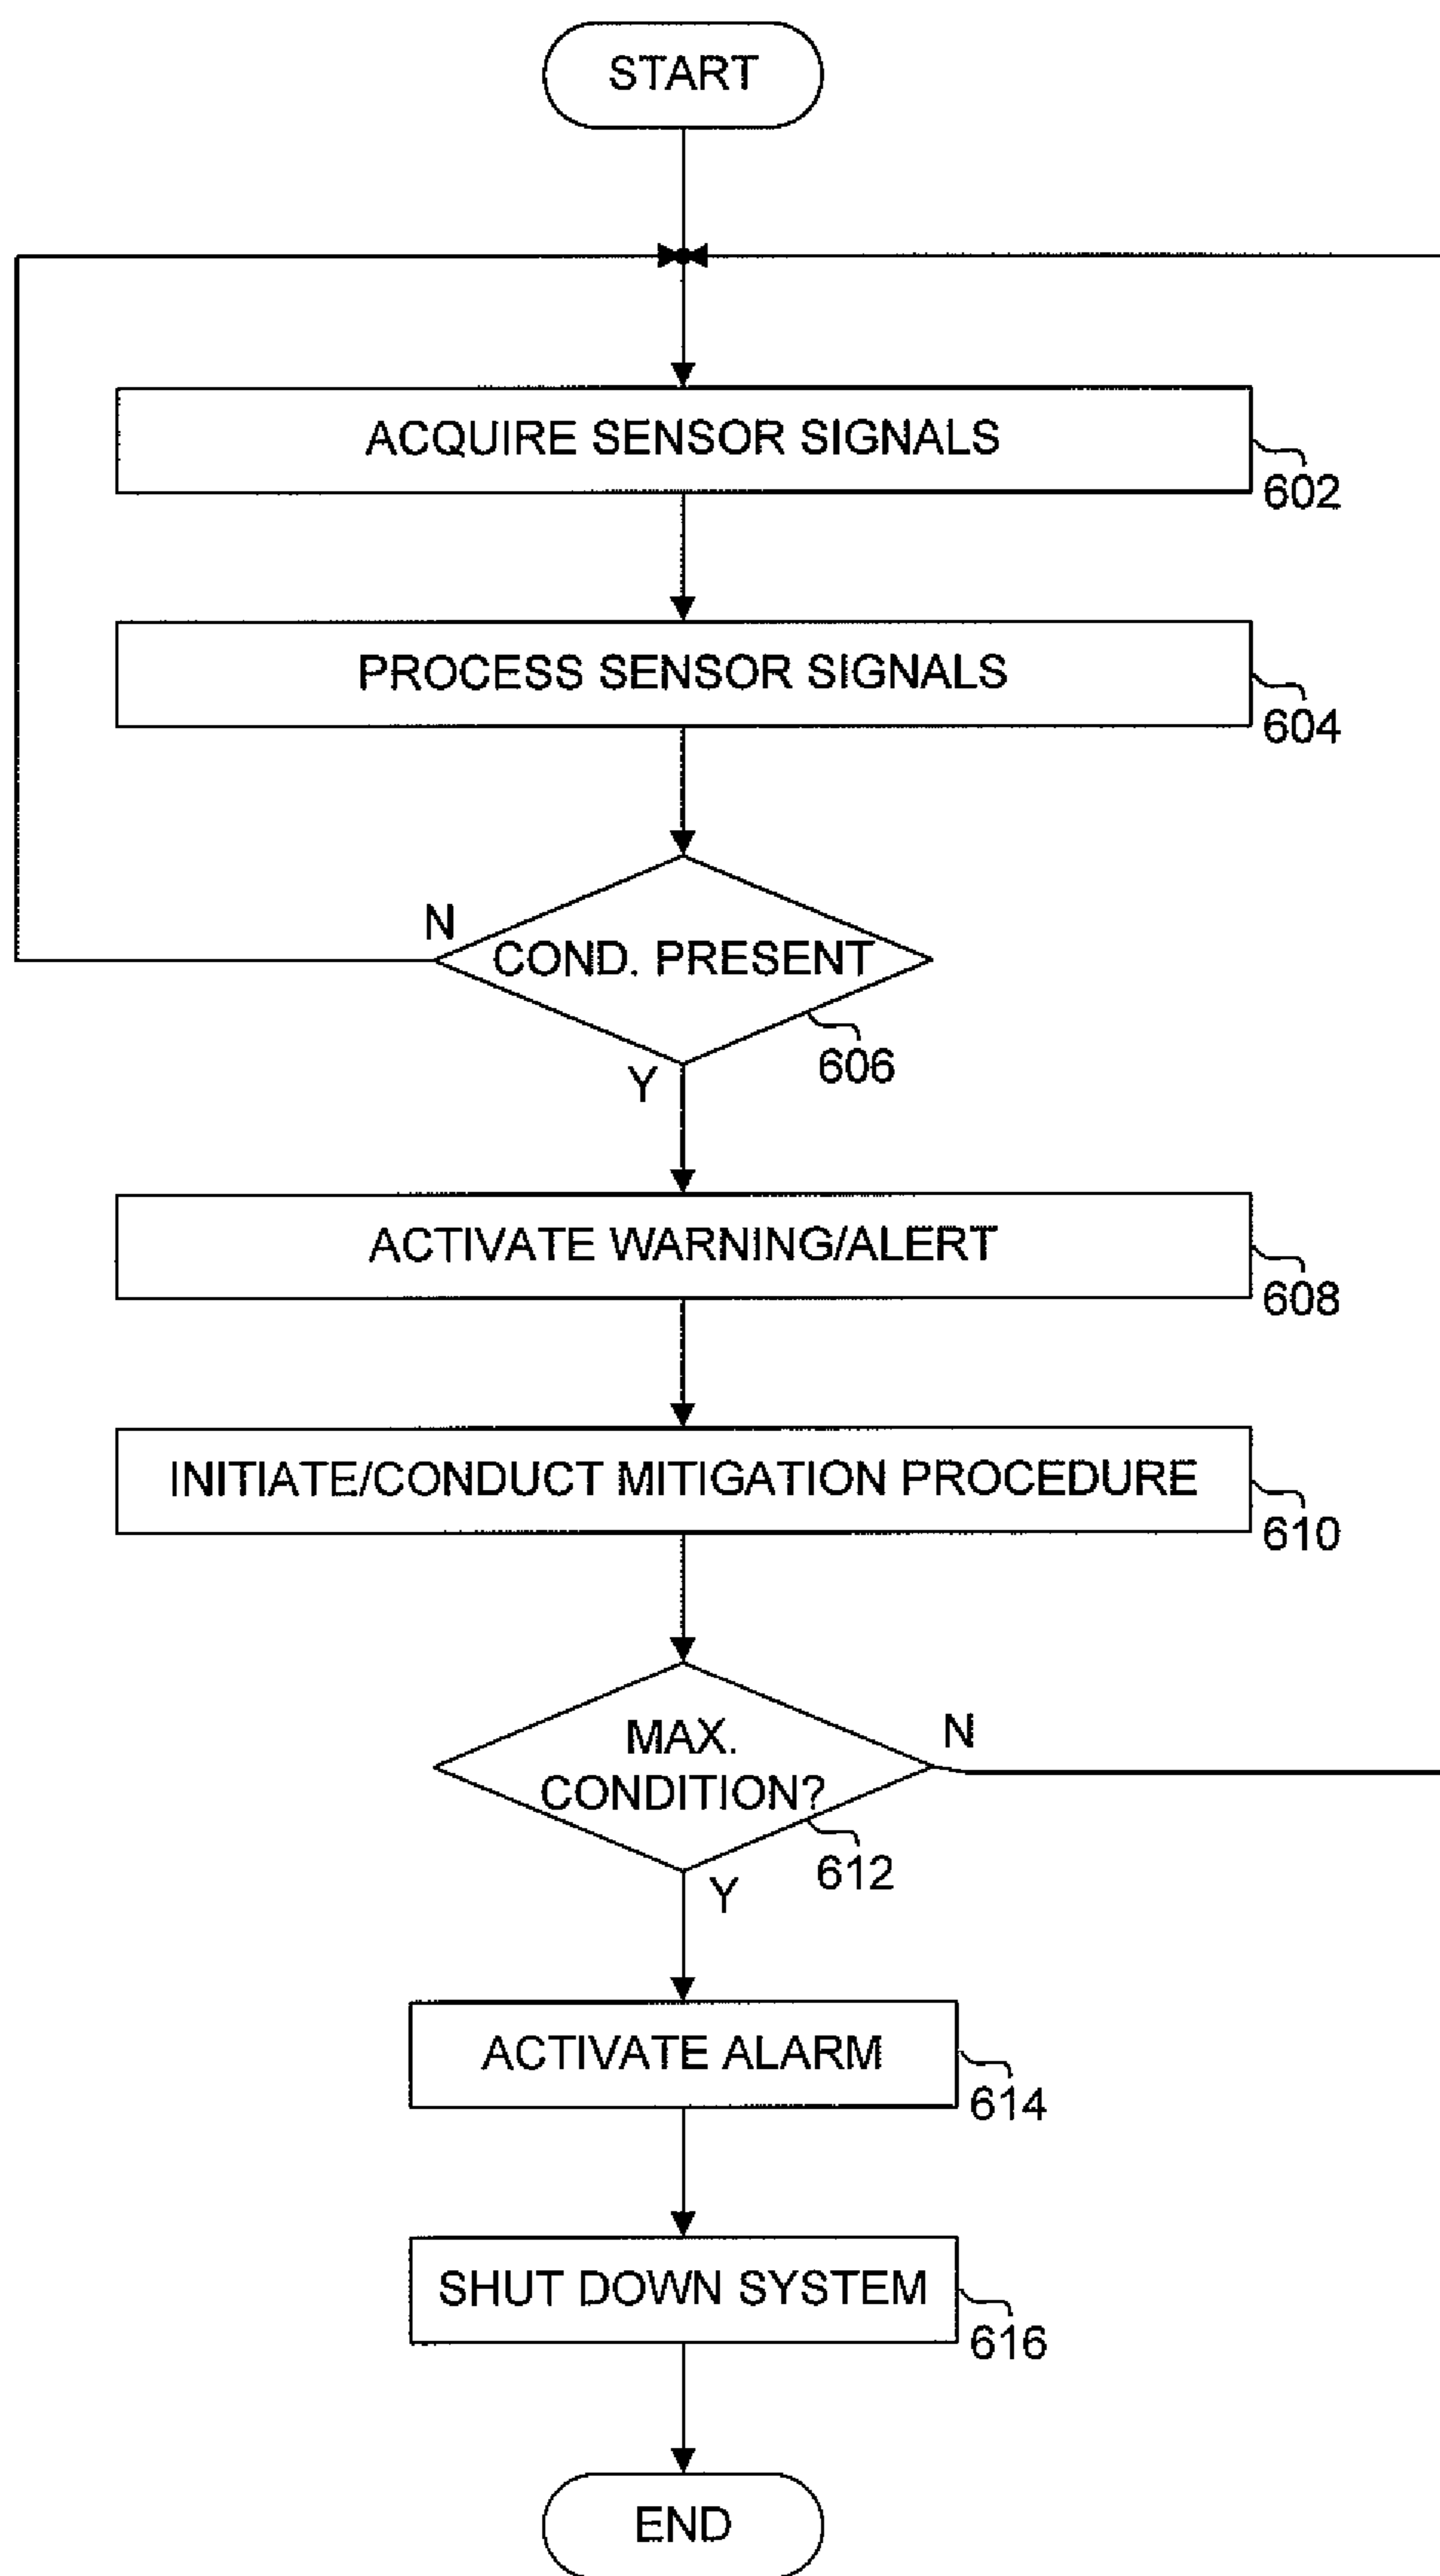 START
ACQUIRE SENSOR SIGNALS
602
PROCESS SENSOR SIGNALS
604
N
COND. PRESENT
606
Y
ACTIVATE WARNING/ALERT
608
INITIATE/CONDUCT MITIGATION PROCEDURE
610
MAX.
CONDITION?
N
612
Y
ACTIVATE ALARM
614
SHUT DOWN SYSTEM
616
END